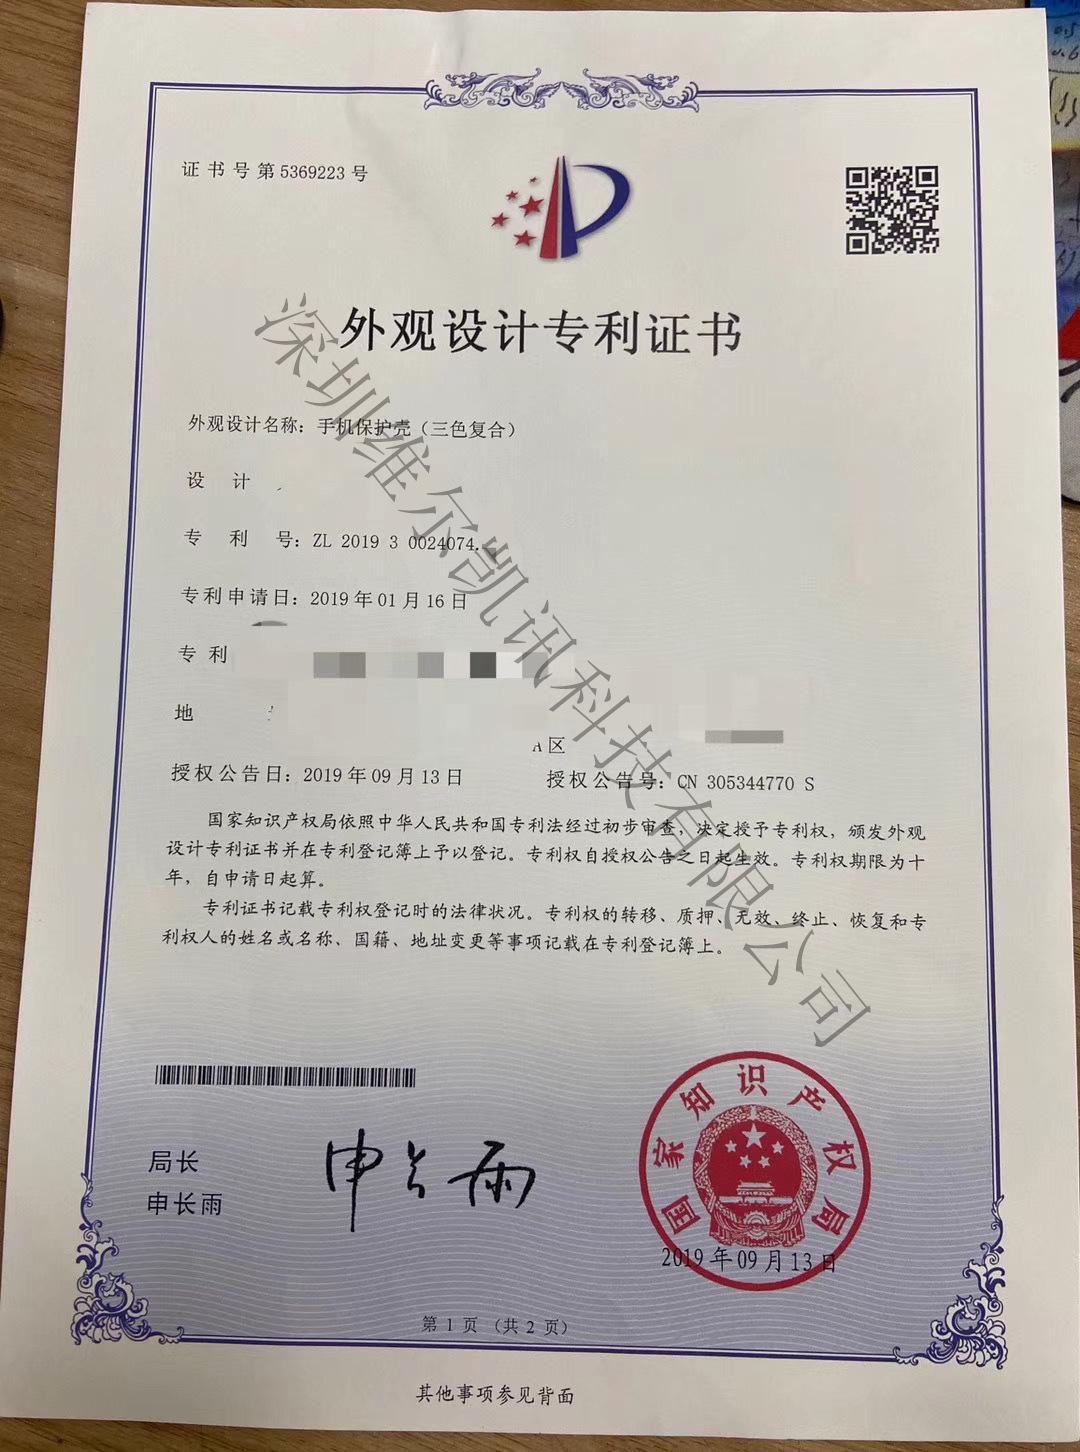 证书号第5369223号
外观设计专利证书
外观设计名称：手机保护壳（三色复合）
设 计
专 利 号：ZL 2019 3 0024074.
专利申请日：2019年01月16日
专 利
地
A区
授权公告日：2019年09月13日 授权公告号：CN 305344770 S
国家知识产权局依照中华人民共和国专利法经过初步审查，决定授予专利权，颁发外观
设计专利证书并在专利登记簿上予以登记。专利权自授权公告之日起生效。专利权期限为十
年，自申请日起算。
专利证书记载专利权登记时的法律状况。专利权的转移、质押、无效、终止、恢复和专
利权人的姓名或名称、国籍、地址变更等事项记载在专利登记簿上。
深圳维尔凯讯科技有限公司
局长
申长雨
申长雨
国家知识产权局
2019年09月13日
第1页（共2页）
其他事项参见背面